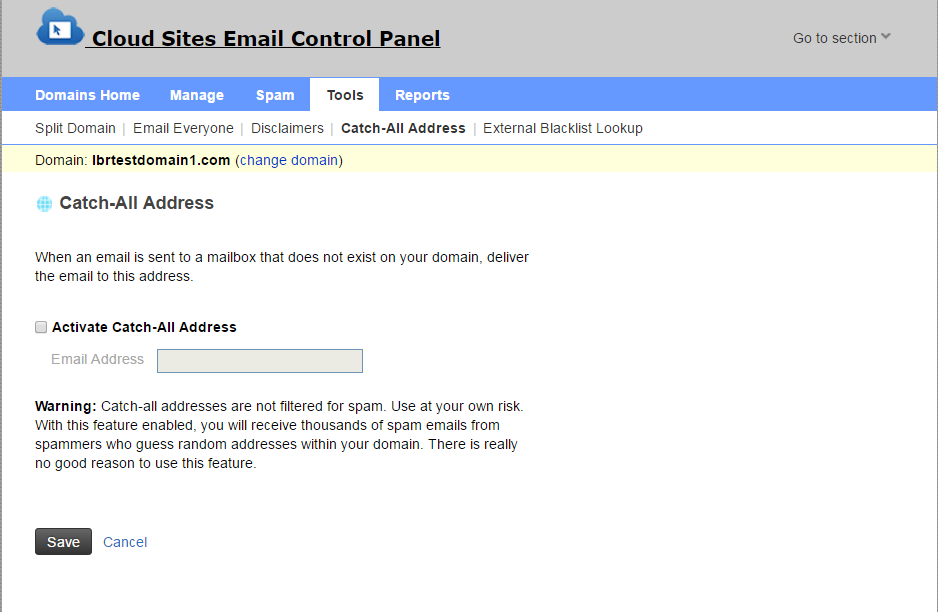 Cloud Sites Email Control Panel
Go to section
Domains Home Manage Spam Tools Reports
Split Domain | Email Everyone | Disclaimers | Catch-All Address | External Blacklist Lookup
Domain: lbrtestdomain1.com (change domain)
Catch-All Address
When an email is sent to a mailbox that does not exist on your domain, deliver
the email to this address.
Activate Catch-All Address
Email Address
Warning: Catch-all addresses are not filtered for spam. Use at your own risk.
With this feature enabled, you will receive thousands of spam emails from
spammers who guess random addresses within your domain. There is really
no good reason to use this feature.
Save Cancel